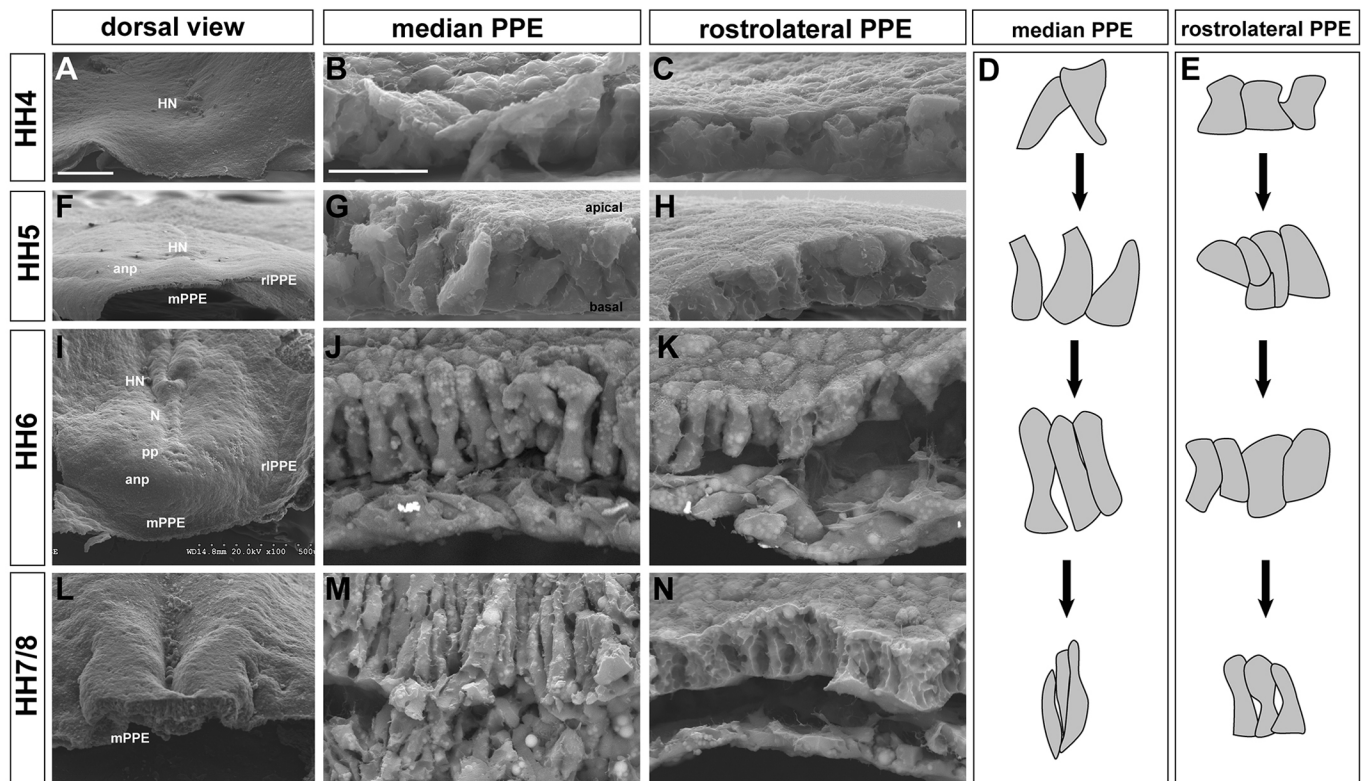 dorsal view
median PPE
rostrolateral PPE
median PPE
rostrolateral PPE
HH4
A
HN
B
C
D
E
HH5
F
HN
anp
rlPPE
mPPE
G
apical
basal
H
HH6
I
HN
N
pp
anp
rlPPE
mPPE
E WD14.8mm 20.0kV x100 500
J
K
HH7/8
L
mPPE
M
N